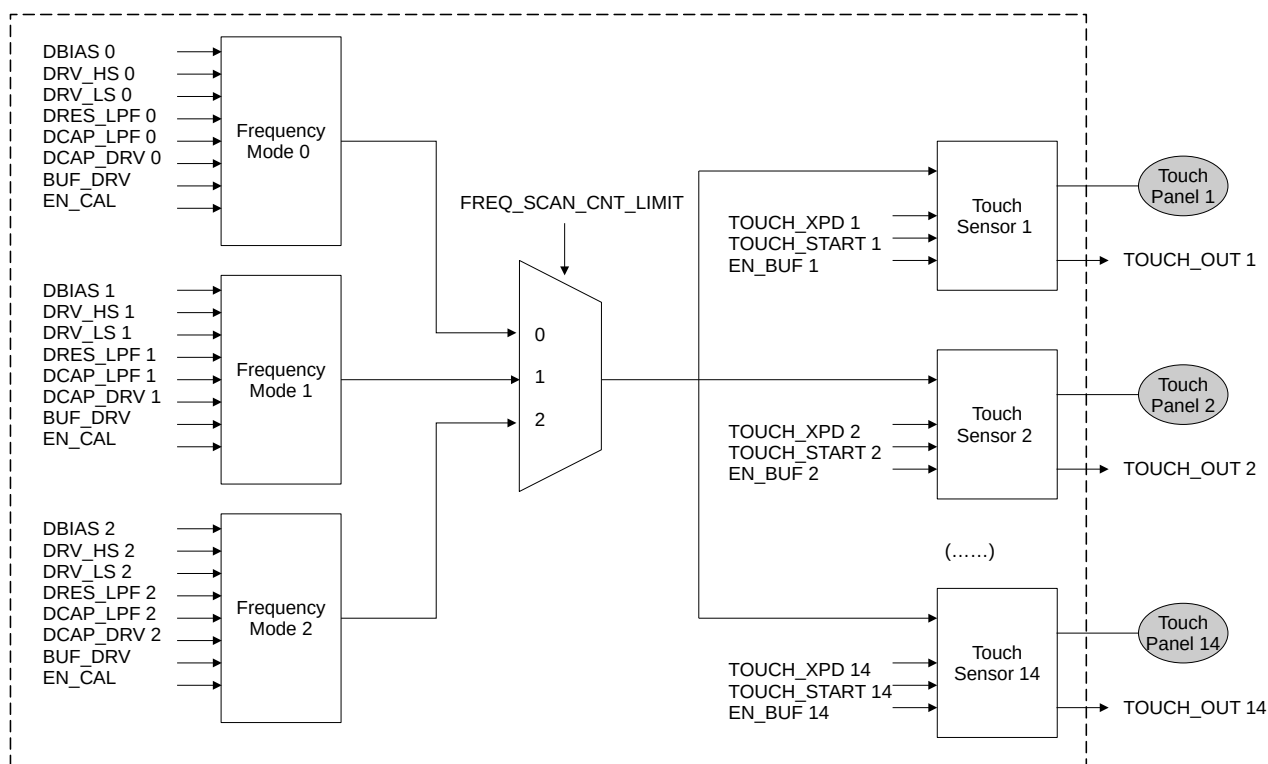 DBIAS 0
DRV_HS 0
DRV_LS 0
DRES_LPF 0
DCAP_LPF 0
DCAP_DRV 0
BUF_DRV
EN_CAL
Frequency
Mode 0
DBIAS 1
DRV_HS 1
DRV_LS 1
DRES_LPF 1
DCAP_LPF 1
DCAP_DRV 1
BUF_DRV
EN_CAL
Frequency
Mode 1
DBIAS 2
DRV_HS 2
DRV_LS 2
DRES_LPF 2
DCAP_LPF 2
DCAP_DRV 2
BUF_DRV
EN_CAL
Frequency
Mode 2
FREQ_SCAN_CNT_LIMIT
0
1
2
TOUCH_XPD 1
TOUCH_START 1
EN_BUF 1
Touch
Sensor 1
Touch
Panel 1
TOUCH_OUT 1
TOUCH_XPD 2
TOUCH_START 2
EN_BUF 2
Touch
Sensor 2
Touch
Panel 2
TOUCH_OUT 2
(......)
TOUCH_XPD 14
TOUCH_START 14
EN_BUF 14
Touch
Sensor 14
Touch
Panel 14
TOUCH_OUT 14